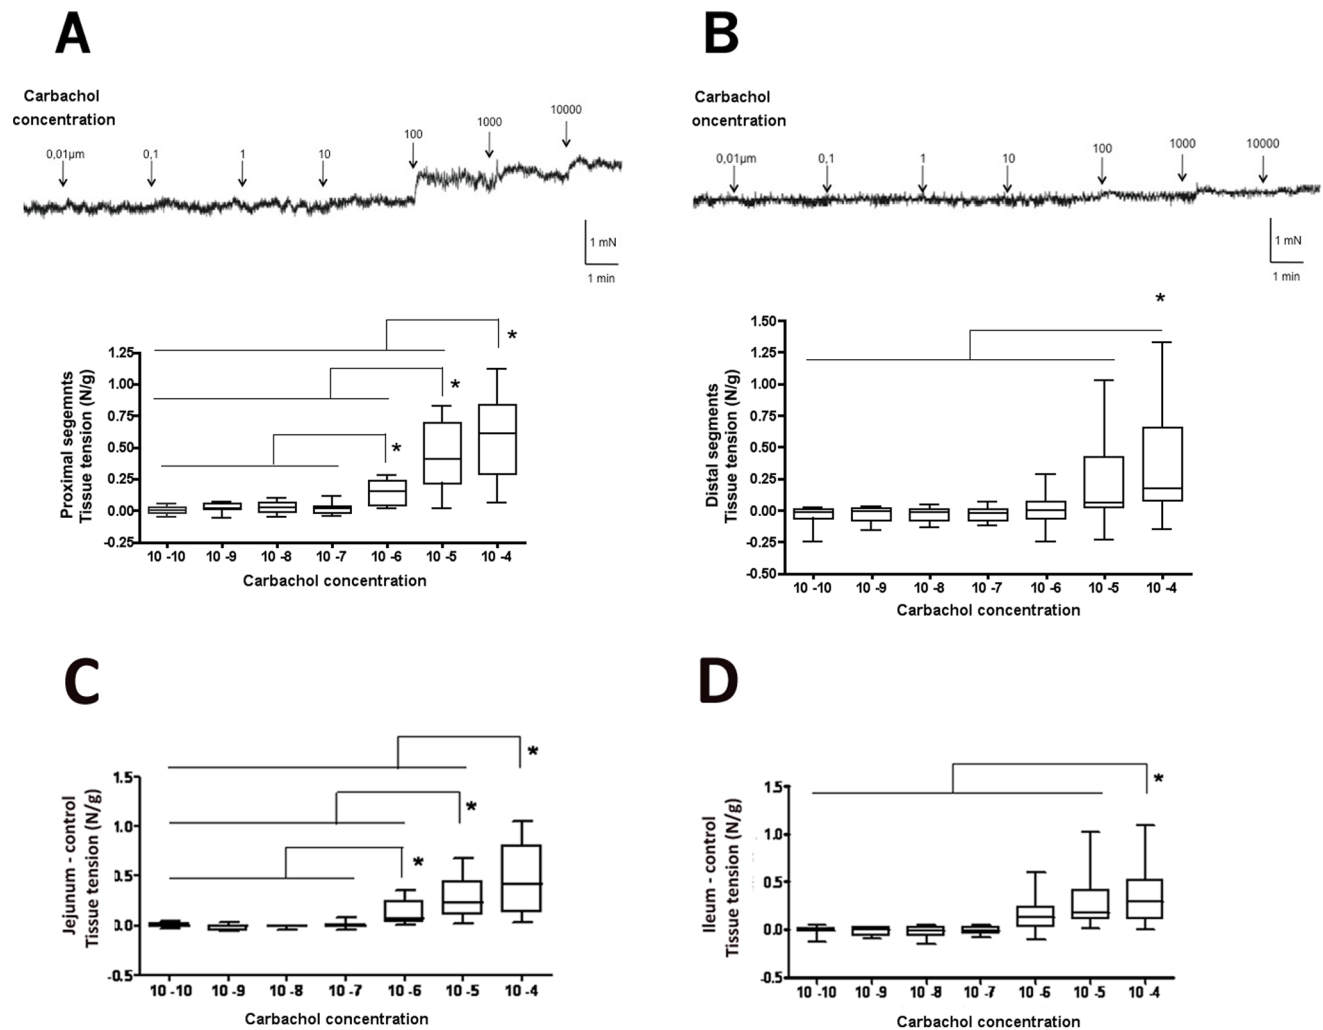 A
Carbachol
concentration
0,01µm
0,1
1
10
100
1000
10000
1 mN
1 min
Proximal segemnts
Tissue tension (N/g)
1.25
1.00
0.75
0.50
0.25
0.00
-0.25
*
*
*
10 -10
10 -9
10 -8
10 -7
10 -6
10 -5
10 -4
Carbachol concentration
B
Carbachol
oncentration
0,01µm
0,1
1
10
100
1000
10000
1 mN
1 min
Distal segments
Tissue tension (N/g)
1.50
1.25
1.00
0.75
0.50
0.25
0.00
-0.25
-0.50
*
10 -10
10 -9
10 -8
10 -7
10 -6
10 -5
10 -4
Carbachol concentration
C
Jejunum - control
Tissue tension (N/g)
1.5
1.0
0.5
0.0
-0.5
*
*
*
10 -10
10 -9
10 -8
10 -7
10 -6
10 -5
10 -4
Carbachol concentration
D
Ileum - control
Tissue tension (N/g)
1.5
1.0
0.5
0.0
-0.5
*
10 -10
10 -9
10 -8
10 -7
10 -6
10 -5
10 -4
Carbachol concentration